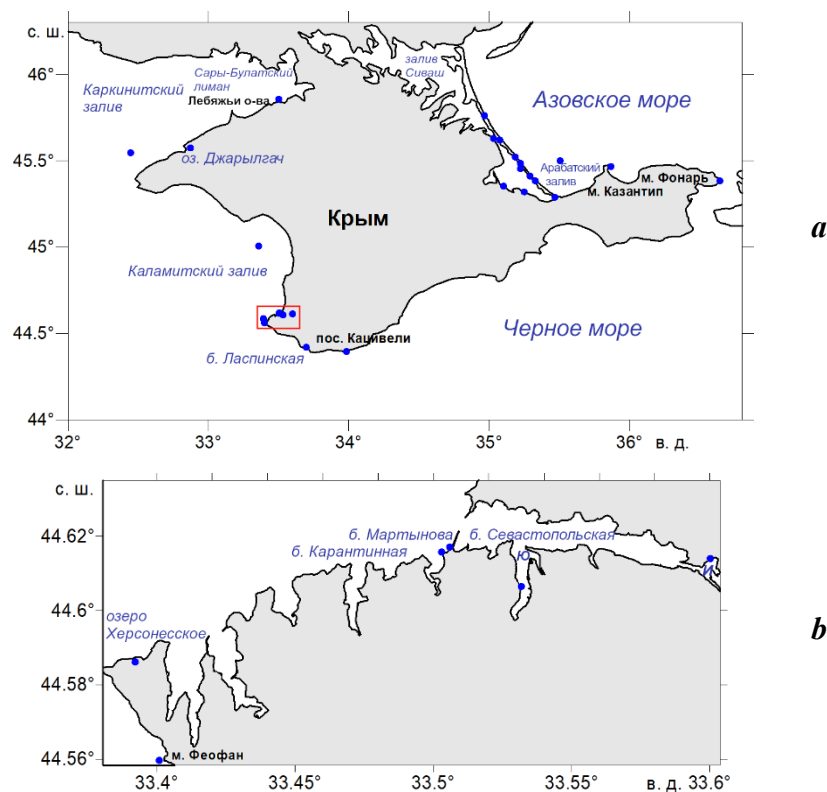 с. ш.
46°
45.5°
45°
44.5°
44°
32°
33°
34°
35°
36°
в. д.
Сары-Булатский
лиман
Лебяжьи о-ва
Каркинитский
залив
залив
Сиваш
Азовское море
оз. Джарылгач
Арабатский
залив
м. Фонарь
м. Казантип
Крым
Каламитский залив
Черное море
пос. Кацивели
б. Ласпинская
a
с. ш.
44.62°
44.6°
44.58°
44.56°
33.4°
33.45°
33.5°
33.55°
в. д.
33.6°
б. Мартынова
б. Севастопольская
б. Карантинная
Ю
И
озеро
Херсонесское
м. Феофан
b